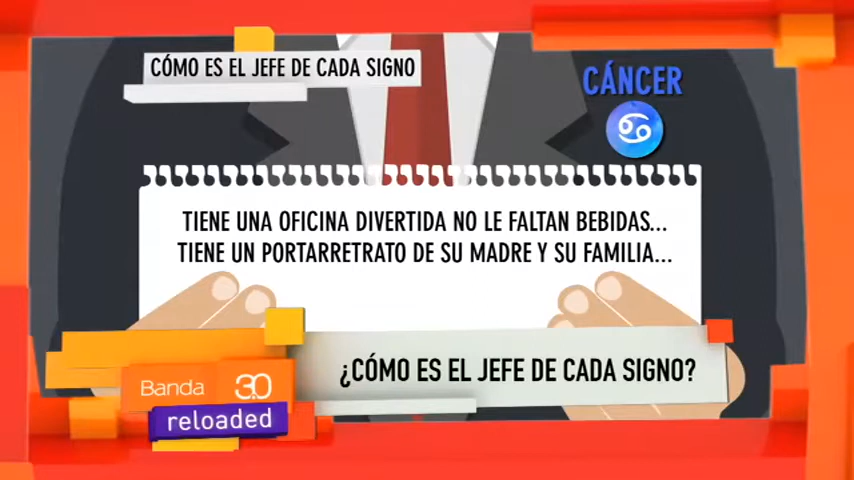 CÓMO ES EL JEFE DE CADA SIGNO
CÁNCER
TIENE UNA OFICINA DIVERTIDA NO LE FALTAN BEBIDAS...
TIENE UN PORTARRETRATO DE SU MADRE Y SU FAMILIA...
¿CÓMO ES EL JEFE DE CADA SIGNO?
Banda 3.0
reloaded